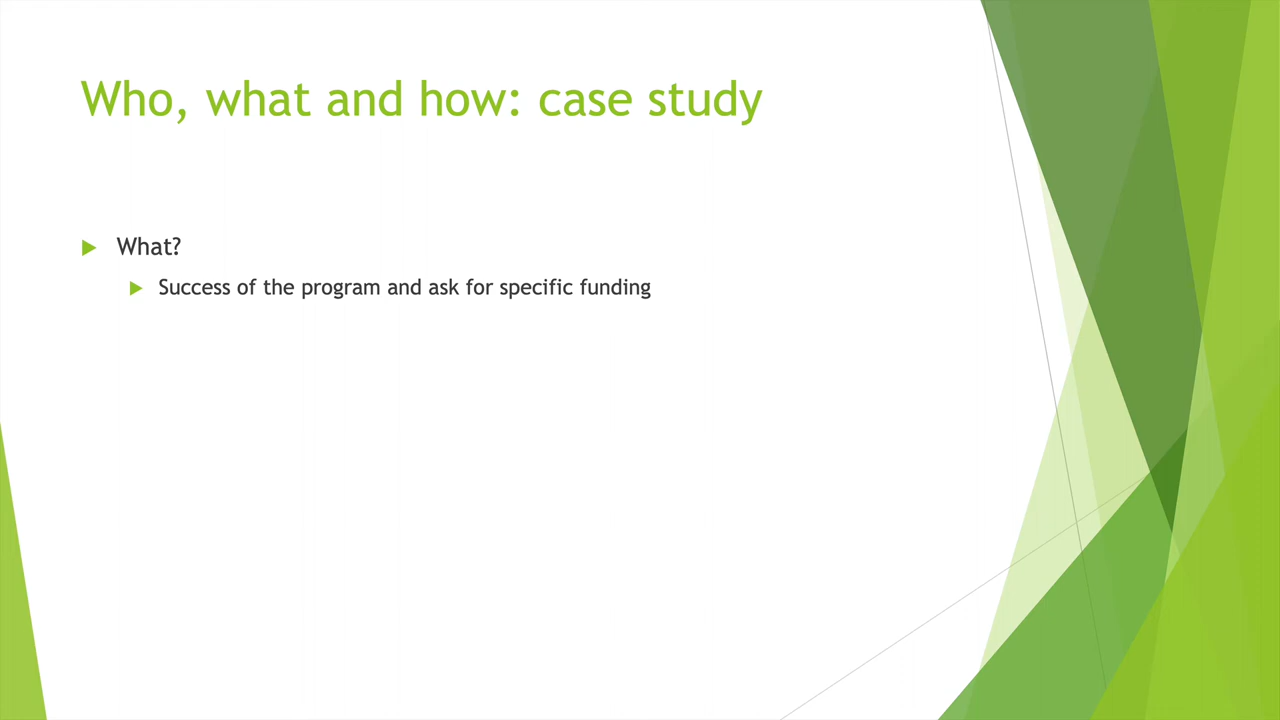 Who, what and how: case study
What?
Success of the program and ask for specific funding